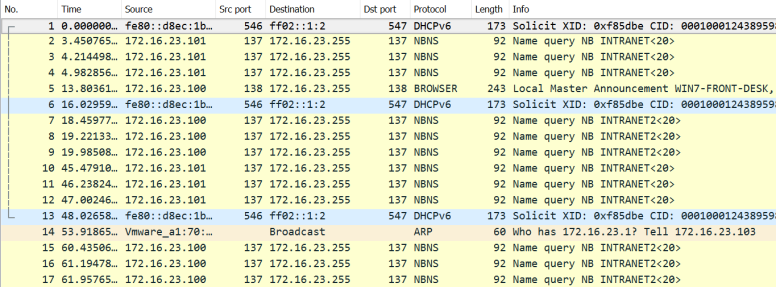 No. Time Source Src port Destination Dst port Protocol Length Info
1 0.000000... fe80::d8ec:1b... 546 ff02::1:2 547 DHCPv6 173 Solicit XID: 0xf85dbe CID: 0001000124389598
2 3.450765... 172.16.23.101 137 172.16.23.255 137 NBNS 92 Name query NB INTRANET<20>
3 4.214498... 172.16.23.101 137 172.16.23.255 137 NBNS 92 Name query NB INTRANET<20>
4 4.982856... 172.16.23.101 137 172.16.23.255 137 NBNS 92 Name query NB INTRANET<20>
5 13.80361... 172.16.23.100 138 172.16.23.255 138 BROWSER 243 Local Master Announcement WIN7-FRONT-DESK,
6 16.02959... fe80::d8ec:1b... 546 ff02::1:2 547 DHCPv6 173 Solicit XID: 0xf85dbe CID: 0001000124389598
7 18.45977... 172.16.23.100 137 172.16.23.255 137 NBNS 92 Name query NB INTRANET2<20>
8 19.22133... 172.16.23.100 137 172.16.23.255 137 NBNS 92 Name query NB INTRANET2<20>
9 19.98508... 172.16.23.100 137 172.16.23.255 137 NBNS 92 Name query NB INTRANET2<20>
10 45.47910... 172.16.23.101 137 172.16.23.255 137 NBNS 92 Name query NB INTRANET<20>
11 46.23824... 172.16.23.101 137 172.16.23.255 137 NBNS 92 Name query NB INTRANET<20>
12 47.00246... 172.16.23.101 137 172.16.23.255 137 NBNS 92 Name query NB INTRANET<20>
13 48.02658... fe80::d8ec:1b... 546 ff02::1:2 547 DHCPv6 173 Solicit XID: 0xf85dbe CID: 0001000124389598
14 53.91865... Vmware_a1:70:... Broadcast ARP 60 Who has 172.16.23.1? Tell 172.16.23.103
15 60.43506... 172.16.23.100 137 172.16.23.255 137 NBNS 92 Name query NB INTRANET2<20>
16 61.19478... 172.16.23.100 137 172.16.23.255 137 NBNS 92 Name query NB INTRANET2<20>
17 61.95765... 172.16.23.100 137 172.16.23.255 137 NBNS 92 Name query NB INTRANET2<20>